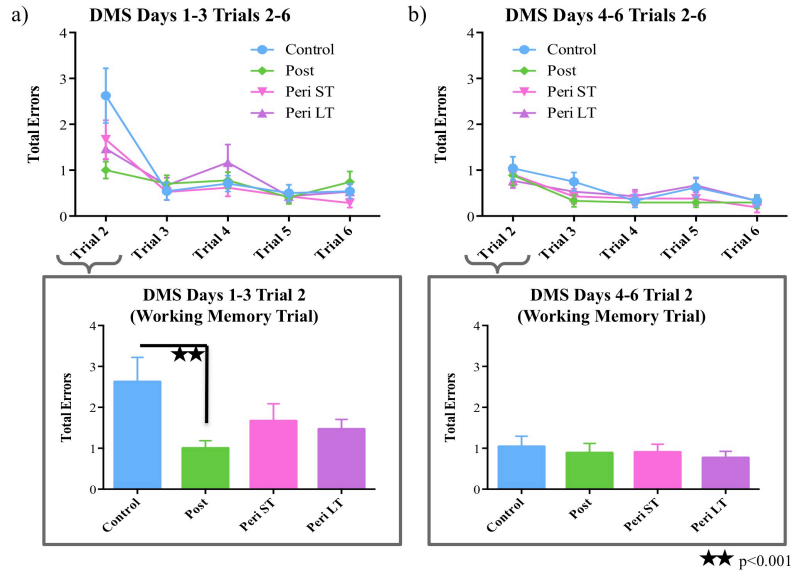 a)
DMS Days 1-3 Trials 2-6
Total Errors
4
3
2
1
0
Control
Post
Peri ST
Peri LT
Trial 2
Trial 3
Trial 4
Trial 5
Trial 6
DMS Days 1-3 Trial 2
(Working Memory Trial)
Total Errors
4
3
2
1
0
★★
Control
Post
Peri ST
Peri LT
b)
DMS Days 4-6 Trials 2-6
Total Errors
4
3
2
1
0
Control
Post
Peri ST
Peri LT
Trial 2
Trial 3
Trial 4
Trial 5
Trial 6
DMS Days 4-6 Trial 2
(Working Memory Trial)
Total Errors
4
3
2
1
0
Control
Post
Peri ST
Peri LT
★★ p<0.001